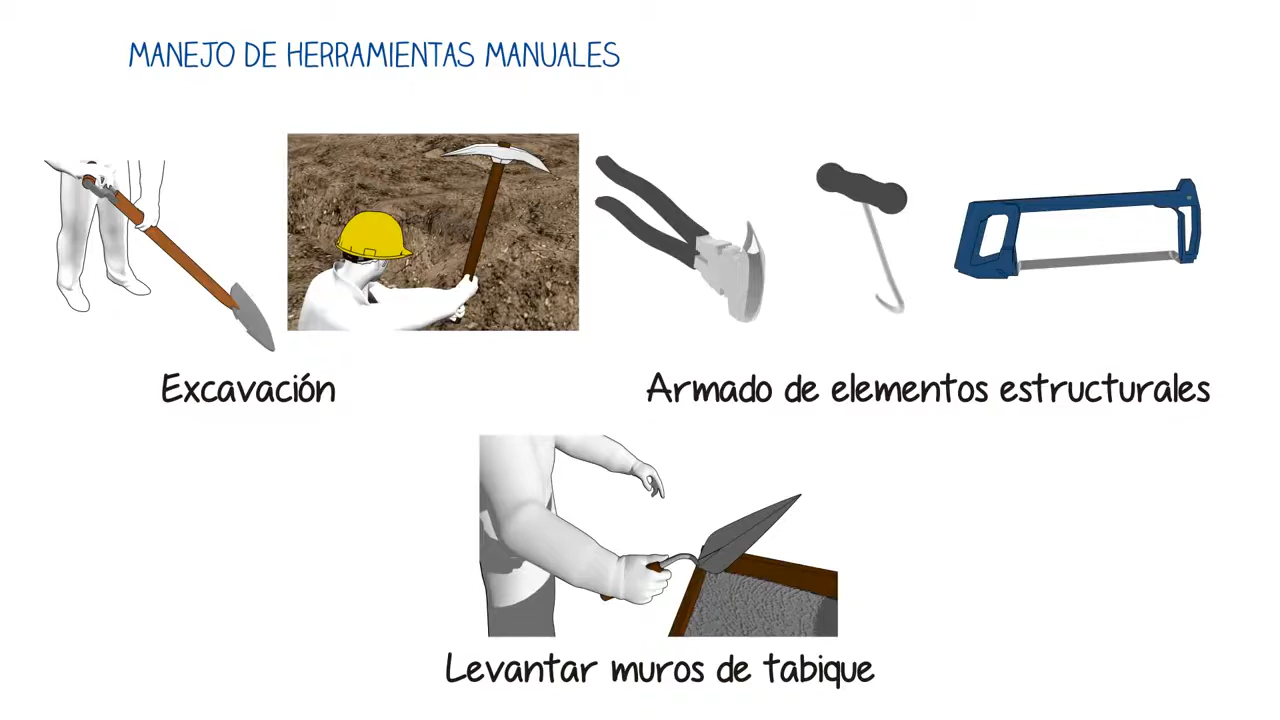 MANEJO DE HERRAMIENTAS MANUALES
Excavación
Armado de elementos estructurales
Levantar muros de tabique